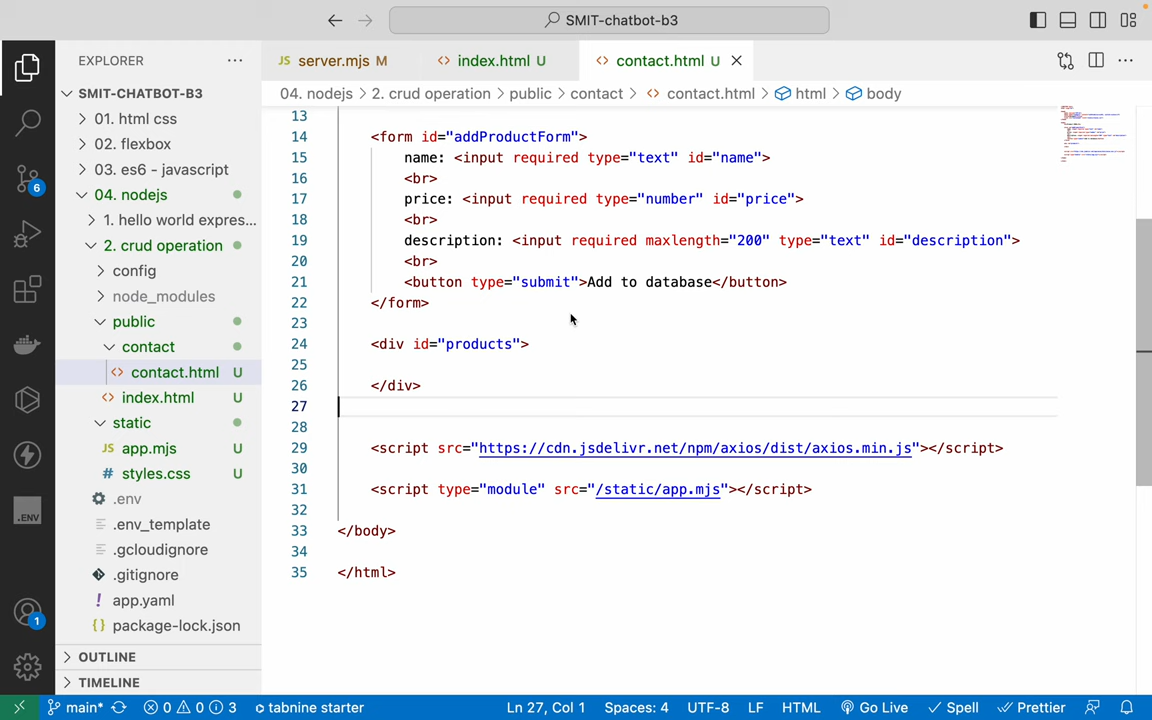 SMIT-chatbot-b3
EXPLORER
JS server.mjs M
<> index.html U
<> contact.html U
04. nodejs > 2. crud operation > public > contact > <> contact.html > html > body
SMIT-CHATBOT-B3
01. html css
02. flexbox
03. es6 - javascript
04. nodejs
1. hello world expres...
2. crud operation
config
node_modules
public
contact
<> contact.html U
<> index.html U
static
JS app.mjs U
# styles.css U
.env
.env_template
.gcloudignore
.gitignore
! app.yaml
{} package-lock.json
OUTLINE
TIMELINE
6
.ENV
1
13
14 <form id="addProductForm">
15 name: <input required type="text" id="name">
16 <br>
17 price: <input required type="number" id="price">
18 <br>
19 description: <input required maxlength="200" type="text" id="description">
20 <br>
21 <button type="submit">Add to database</button>
22 </form>
23
24 <div id="products">
25
26 </div>
27
28
29 <script src="https://cdn.jsdelivr.net/npm/axios/dist/axios.min.js"></script>
30
31 <script type="module" src="/static/app.mjs"></script>
32
33 </body>
34
35 </html>
main* 0 0 3 tabnine starter Ln 27, Col 1 Spaces: 4 UTF-8 LF HTML Go Live Spell Prettier